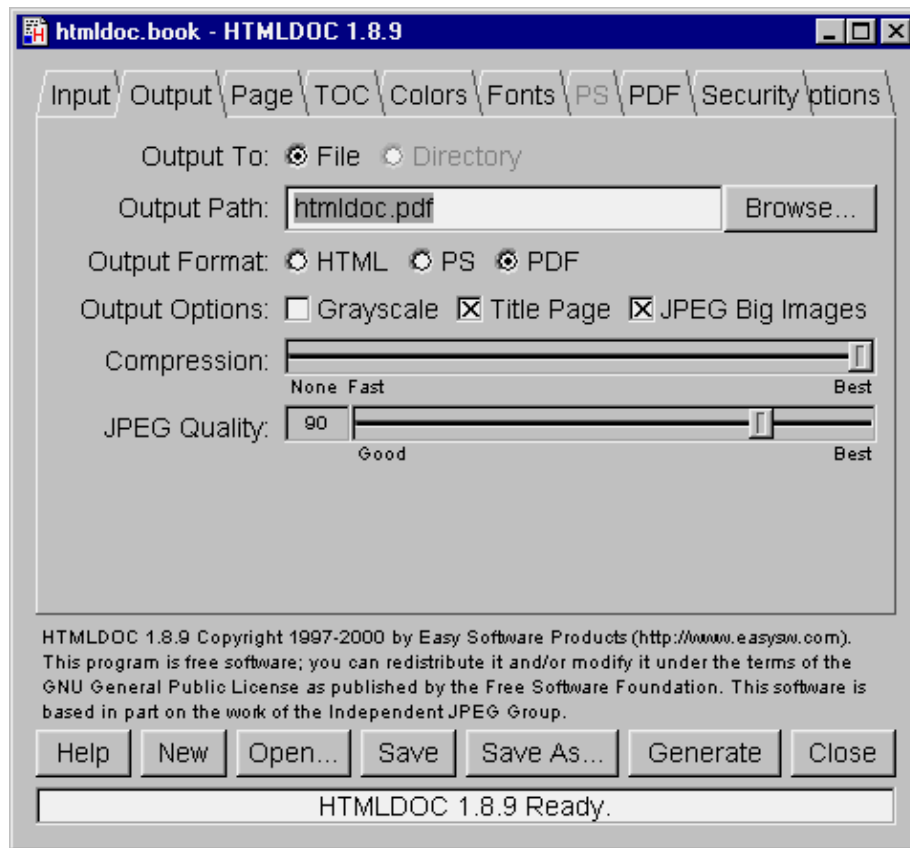 htmldoc.book - HTMLDOC 1.8.9
Input Output Page TOC Colors Fonts PS PDF Security ptions
Output To: File Directory
Output Path: htmldoc.pdf Browse...
Output Format: HTML PS PDF
Output Options: Grayscale Title Page JPEG Big Images
Compression:
None Fast Best
JPEG Quality: 90
Good Best
HTMLDOC 1.8.9 Copyright 1997-2000 by Easy Software Products (http://www.easysw.com).
This program is free software; you can redistribute it and/or modify it under the terms of the
GNU General Public License as published by the Free Software Foundation. This software is
based in part on the work of the Independent JPEG Group.
Help New Open... Save Save As... Generate Close
HTMLDOC 1.8.9 Ready.